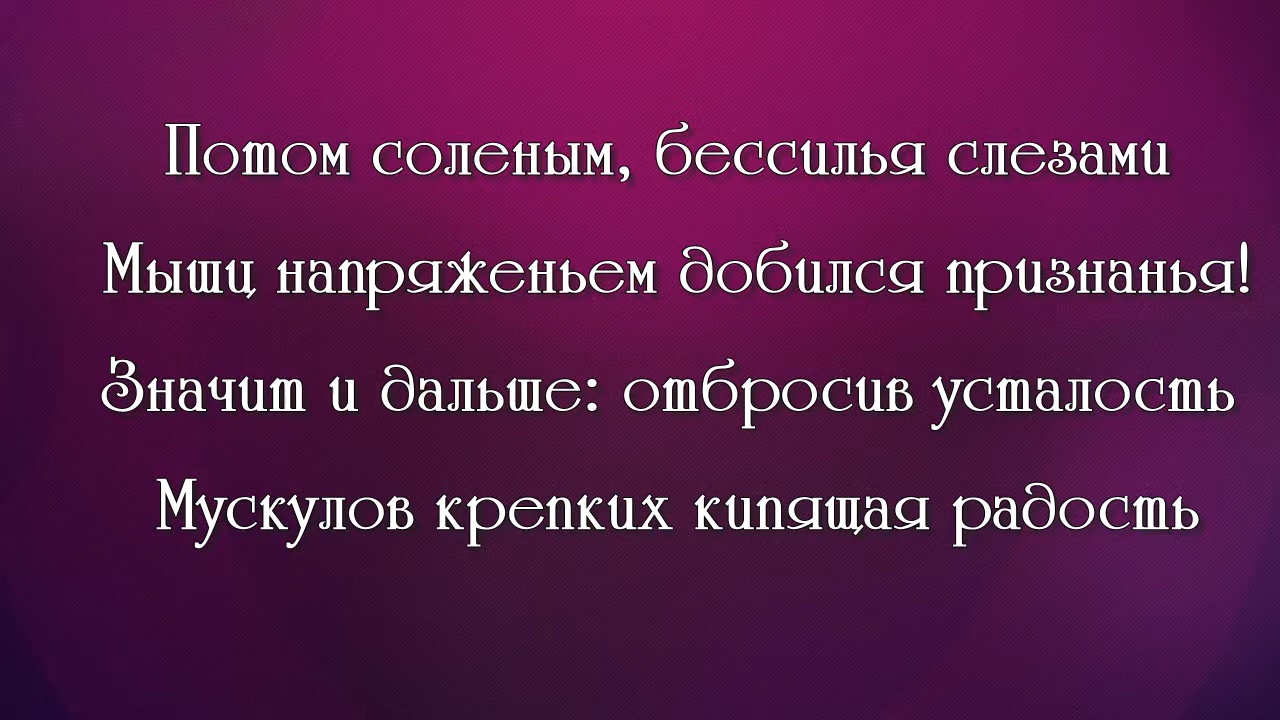 Потом соленым, бессилья слезами
Мышц напряженьем добился признанья!
Значит и дальше: отбросив усталость
Мускулов крепких кипящая радость